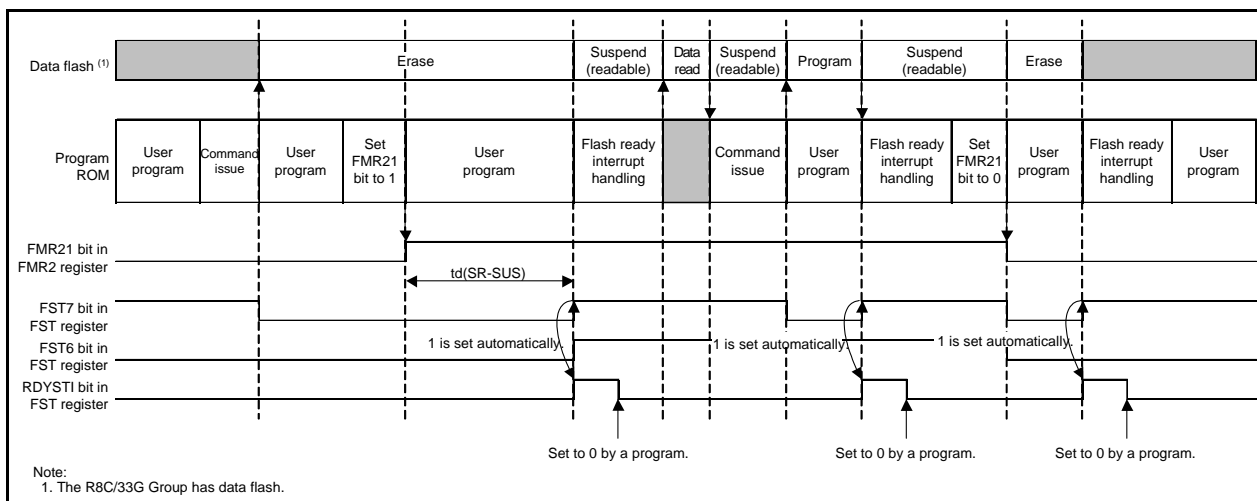 Data flash (1)
Erase
Suspend
(readable)
Data
read
Suspend
(readable)
Program
Suspend
(readable)
Erase
Program
ROM
User
program
Command
issue
User
program
Set
FMR21
bit to 1
User
program
Flash ready
interrupt
handling
Command
issue
User
program
Flash ready
interrupt
handling
Set
FMR21
bit to 0
User
program
Flash ready
interrupt
handling
User
program
FMR21 bit in
FMR2 register
td(SR-SUS)
FST7 bit in
FST register
1 is set automatically.
1 is set automatically.
1 is set automatically.
FST6 bit in
FST register
RDYSTI bit in
FST register
Set to 0 by a program.
Set to 0 by a program.
Set to 0 by a program.
Note:
1. The R8C/33G Group has data flash.